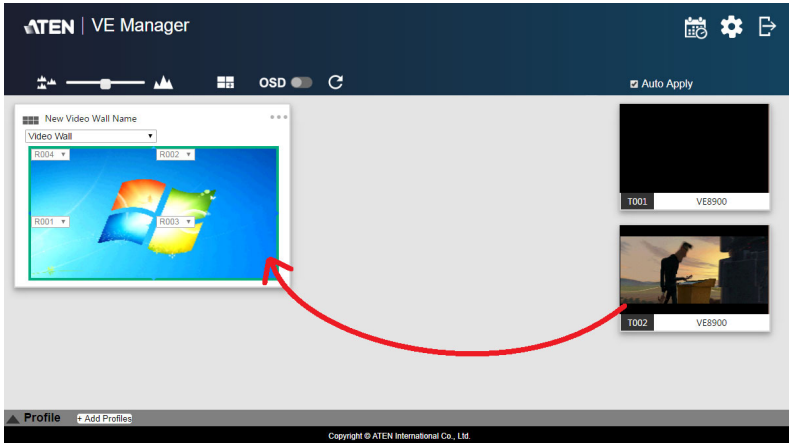 ATEN | VE Manager
OSD
Auto Apply
New Video Wall Name
Video Wall
R004 R002
R001 R003
T001 VE8900
T002 VE8900
Profile + Add Profiles
Copyright © ATEN International Co., Ltd.